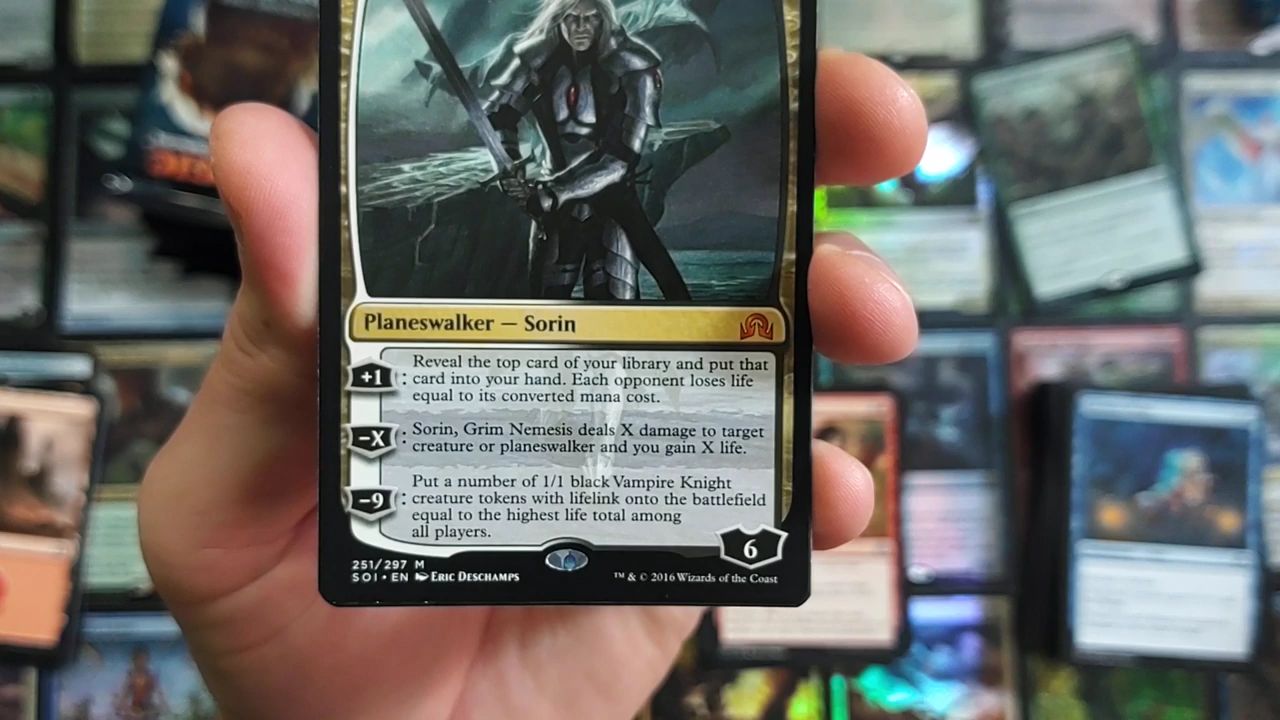 Planeswalker — Sorin
+1 : Reveal the top card of your library and put that
card into your hand. Each opponent loses life
equal to its converted mana cost.
−X : Sorin, Grim Nemesis deals X damage to target
creature or planeswalker and you gain X life.
−9 : Put a number of 1/1 black Vampire Knight
creature tokens with lifelink onto the battlefield
equal to the highest life total among
all players.
6
251/297 M
SOI • EN Eric Deschamps
™ & © 2016 Wizards of the Coast